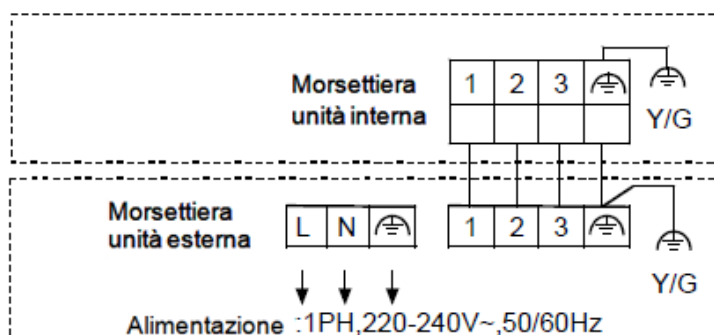 Morsettiera 1 2 3
unità interna Y/G
Morsettiera
unità esterna L N 1 2 3
Y/G
Alimentazione :1PH,220-240V~,50/60Hz